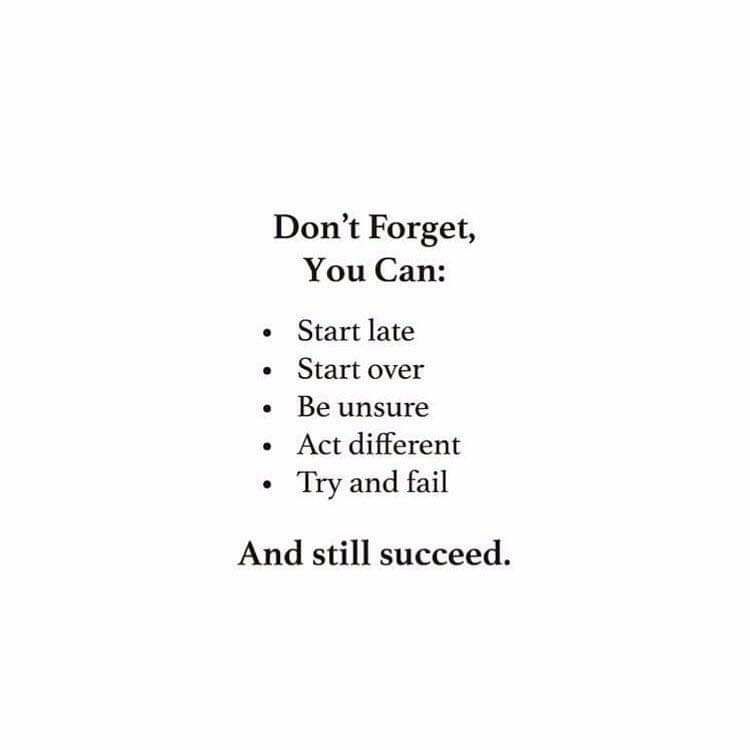 Don’t Forget,
You Can:
• Start late
• Start over
• Be unsure
• Act different
• Try and fail
And still succeed.